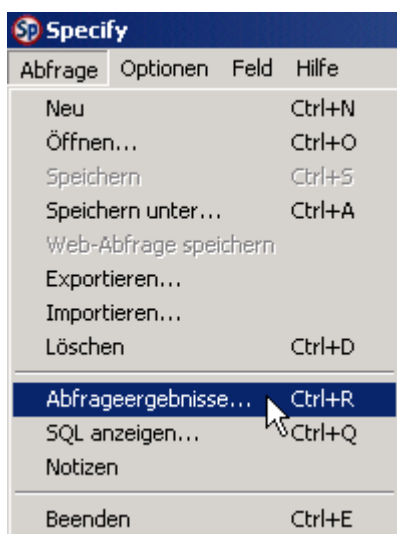 Sp Specify
Abfrage Optionen Feld Hilfe
Neu Ctrl+N
Öffnen... Ctrl+O
Speichern Ctrl+S
Speichern unter... Ctrl+A
Web-Abfrage speichern
Exportieren...
Importieren...
Löschen Ctrl+D
Abfrageergebnisse... Ctrl+R
SQL anzeigen... Ctrl+Q
Notizen
Beenden Ctrl+E